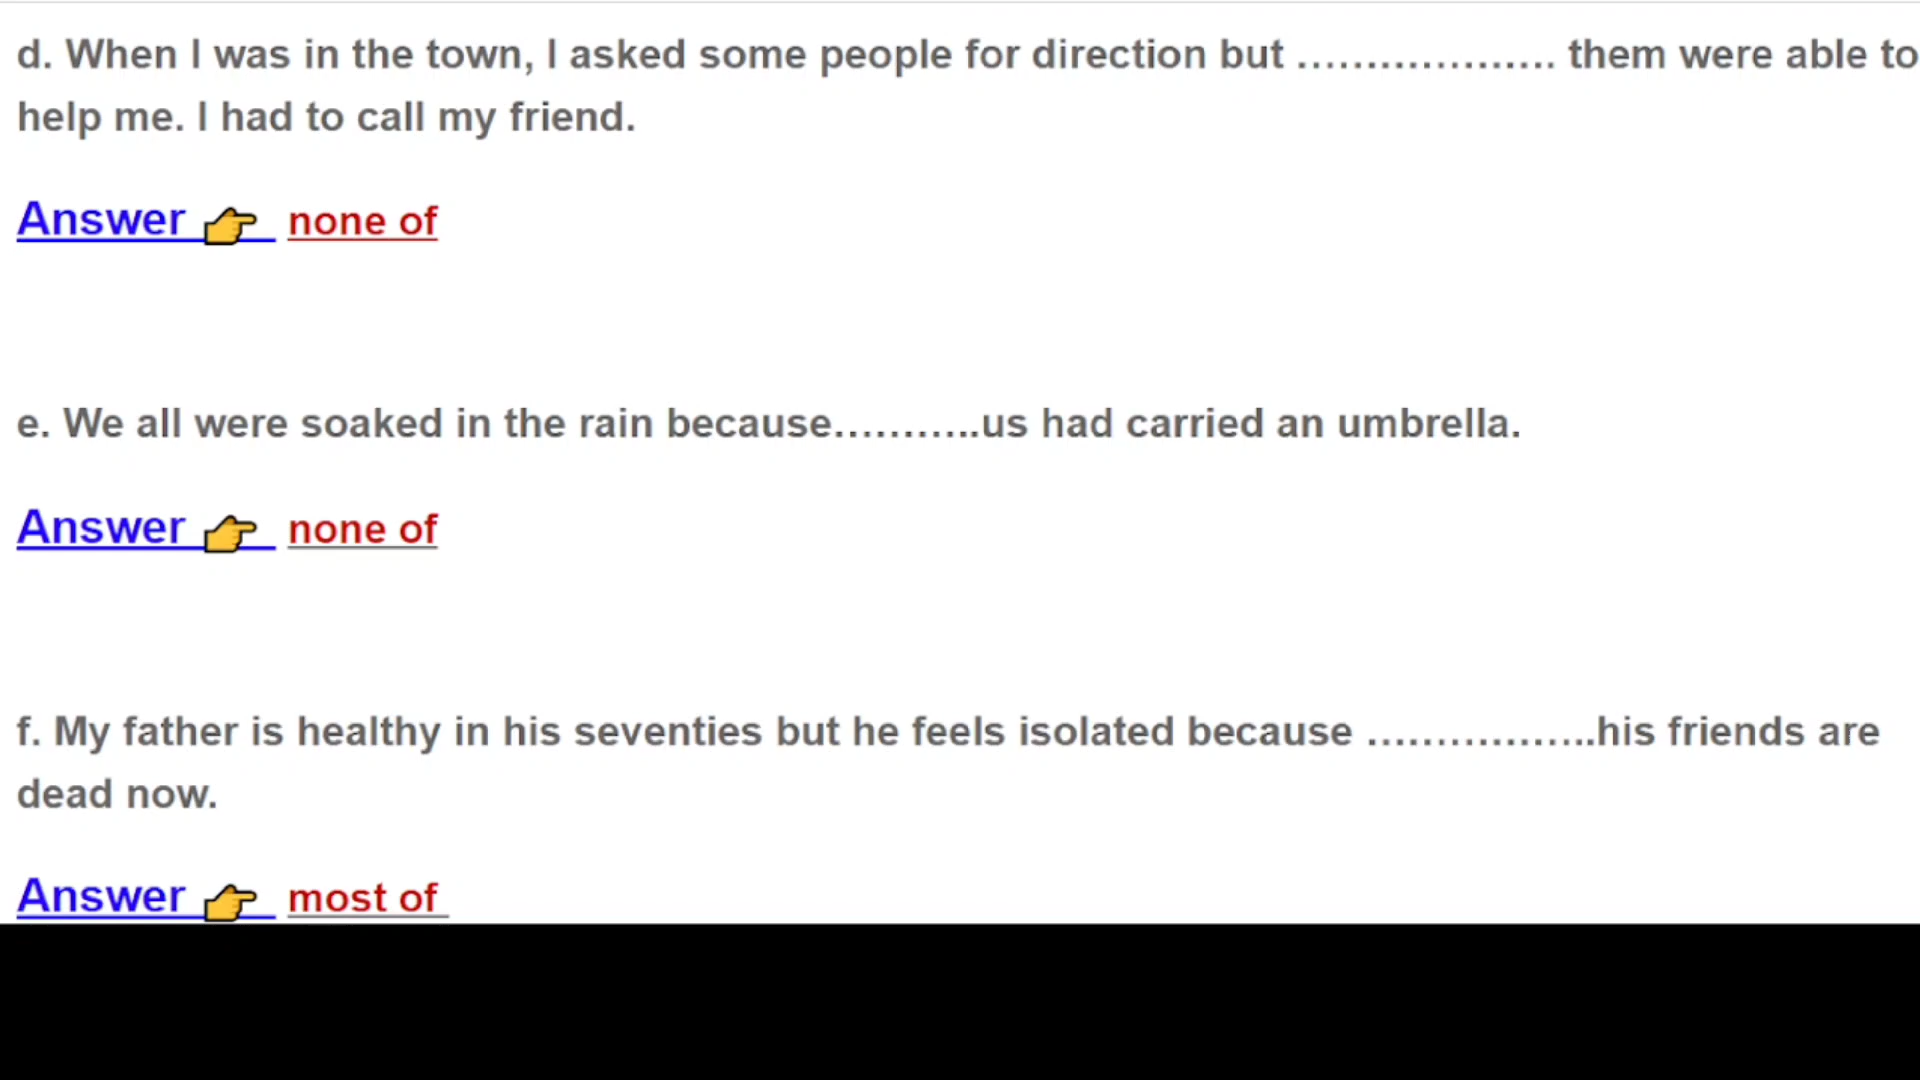 d. When I was in the town, I asked some people for direction but ………………. them were able to
help me. I had to call my friend.
Answer 👉 none of
e. We all were soaked in the rain because………..us had carried an umbrella.
Answer 👉 none of
f. My father is healthy in his seventies but he feels isolated because ……………..his friends are
dead now.
Answer 👉 most of